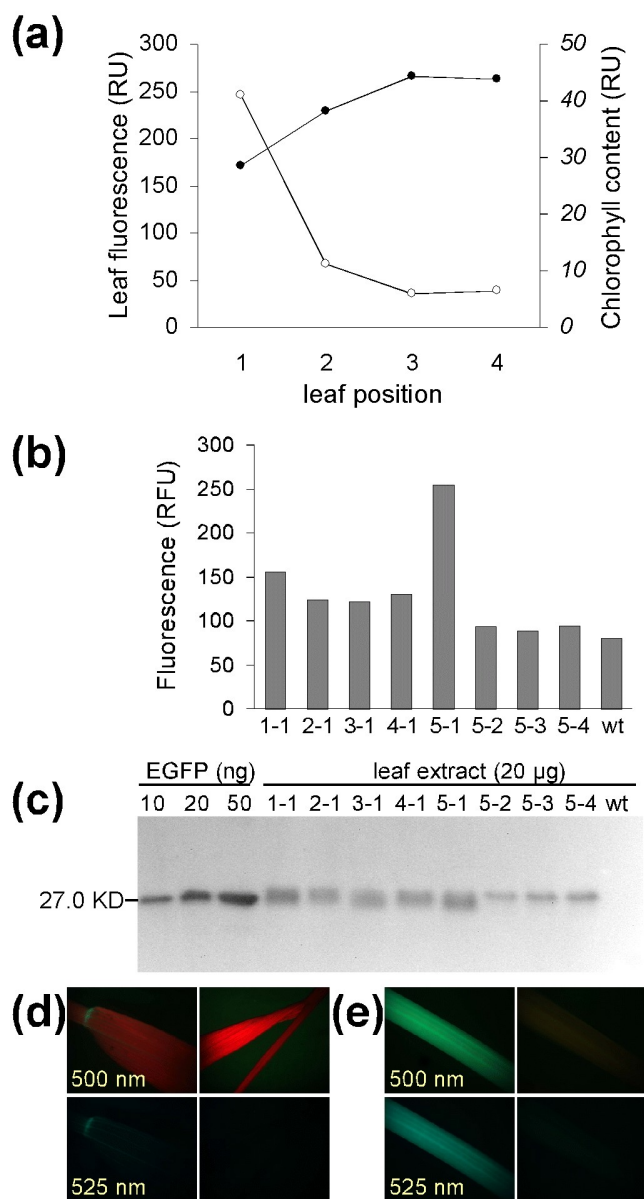 (a)
Leaf fluorescence (RU)
300
250
200
150
100
50
0
50
40
30
20
10
0
Chlorophyll content (RU)
1 2 3 4
leaf position
(b)
Fluorescence (RFU)
300
250
200
150
100
50
0
1-1 2-1 3-1 4-1 5-1 5-2 5-3 5-4 wt
(c)
EGFP (ng) leaf extract (20 µg)
10 20 50 1-1 2-1 3-1 4-1 5-1 5-2 5-3 5-4 wt
27.0 KD
(d)
500 nm
525 nm
(e)
500 nm
525 nm